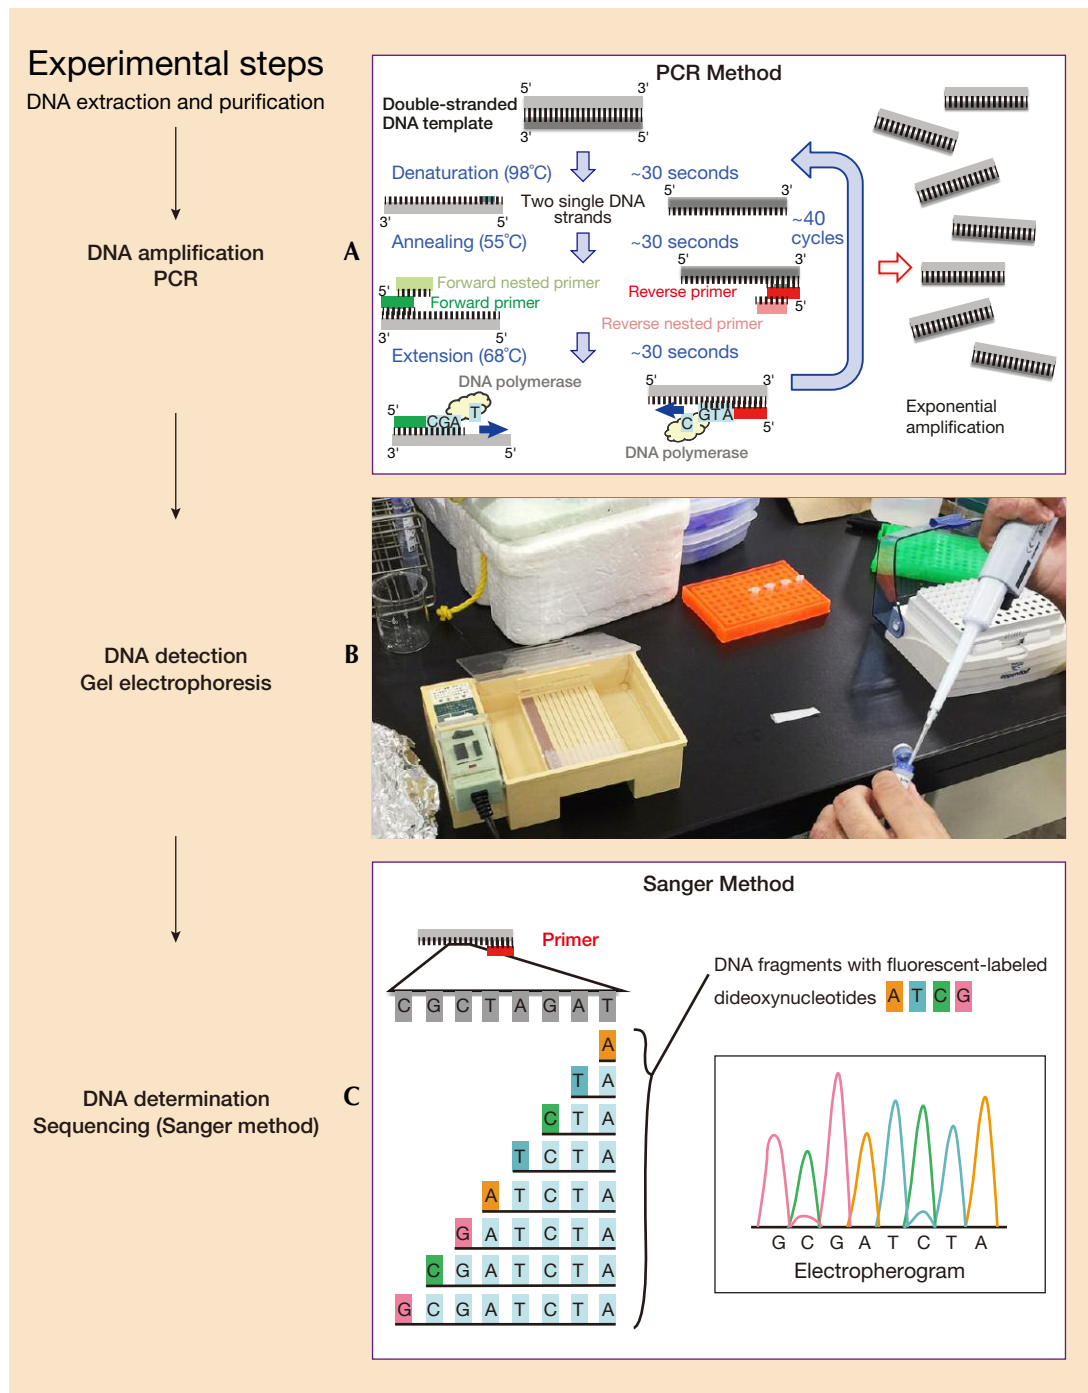 Experimental steps
DNA extraction and purification
DNA amplification
PCR
A
PCR Method
5'
3'
Double-stranded
DNA template
3'
5'
Denaturation (98°C)
~30 seconds
3'
5'
Two single DNA
strands
5'
3'
~40
cycles
Annealing (55°C)
~30 seconds
Forward nested primer
5'
Forward primer
3'
5'
3'
Reverse primer
5'
Reverse nested primer
Extension (68°C)
~30 seconds
DNA polymerase
5'
CGA
T
3'
5'
5'
3'
C
GTA
5'
DNA polymerase
Exponential
amplification
DNA detection
Gel electrophoresis
B
eppendorf
DNA determination
Sequencing (Sanger method)
C
Sanger Method
Primer
C G C T A G A T
A
T A
C T A
T C T A
A T C T A
G A T C T A
C G A T C T A
G C G A T C T A
DNA fragments with fluorescent-labeled
dideoxynucleotides A T C G
G C G A T C T A
Electropherogram